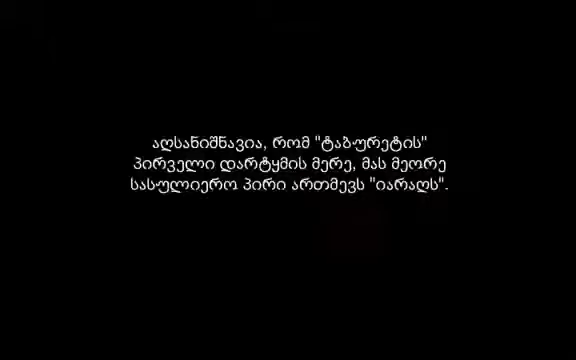 აღსანიშნავია, რომ "ტაბურეტის"
პირველი დარტყმის მერე, მას მეორე
სასულიერო პირი ართმევს "იარაღს".